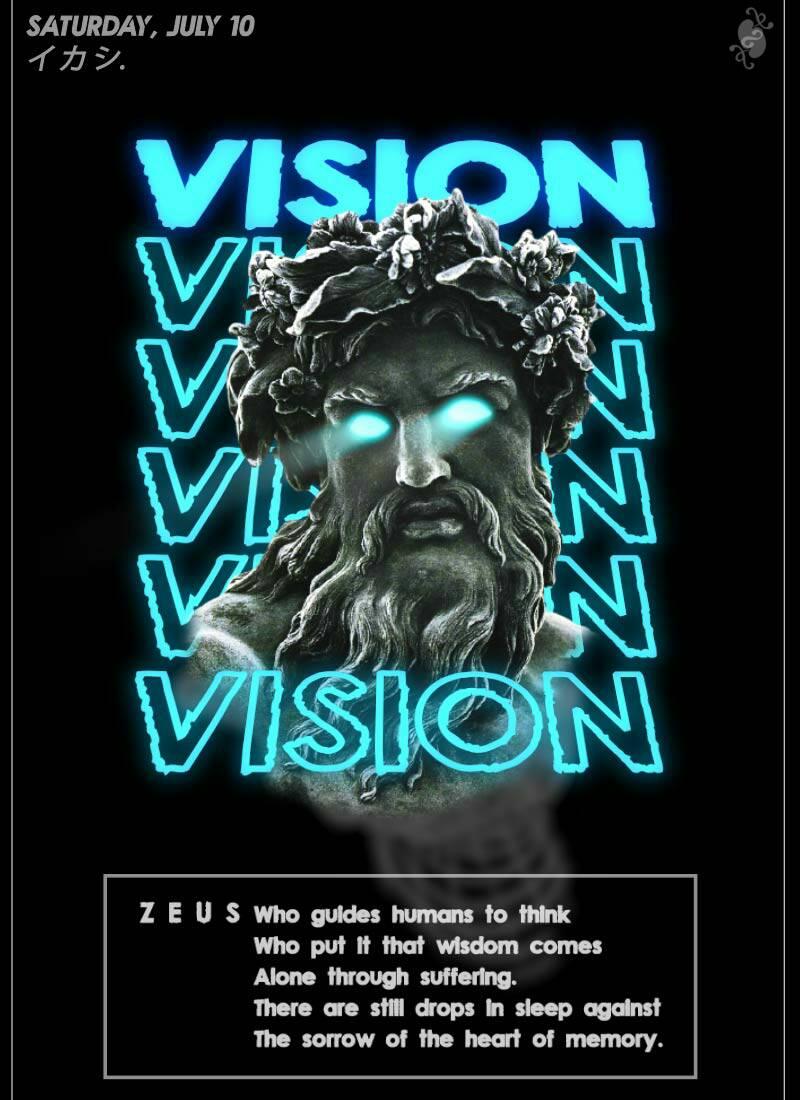 SATURDAY, JULY 10
イカシ.
VISION
VISION
VISION
VISION
VISION
VISION
ZEUS Who guides humans to think
Who put it that wisdom comes
Alone through suffering.
There are still drops in sleep against
The sorrow of the heart of memory.